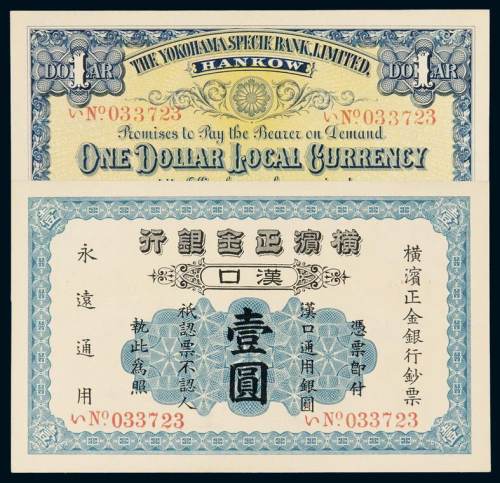 THE YOKOHAMA SPECIE BANK, LIMITED.
HANKOW
1 DOLLAR
1 DOLLAR
い No 033723
い No 033723
Promises to Pay the Bearer on Demand
ONE DOLLAR LOCAL CURRENCY
行銀金正濱橫
口漢
橫濱正金銀行鈔票
憑票即付
漢口通用銀圓
壹圓
祇認票不認人
執此爲照
永遠通用
い No 033723
い No 033723